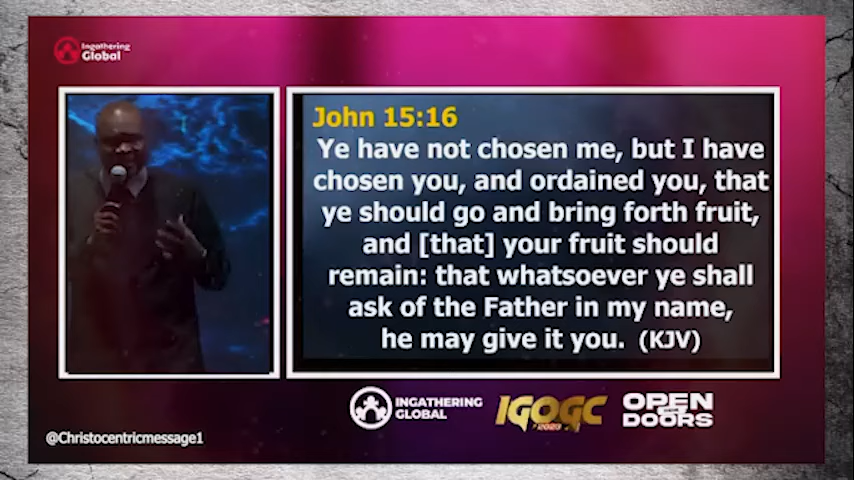 Ingathering
Global
John 15:16
Ye have not chosen me, but I have
chosen you, and ordained you, that
ye should go and bring forth fruit,
and [that] your fruit should
remain: that whatsoever ye shall
ask of the Father in my name,
he may give it you. (KJV)
INGATHERING
GLOBAL
IGOGC
2023
OPEN
DOORS
@Christocentricmessage1